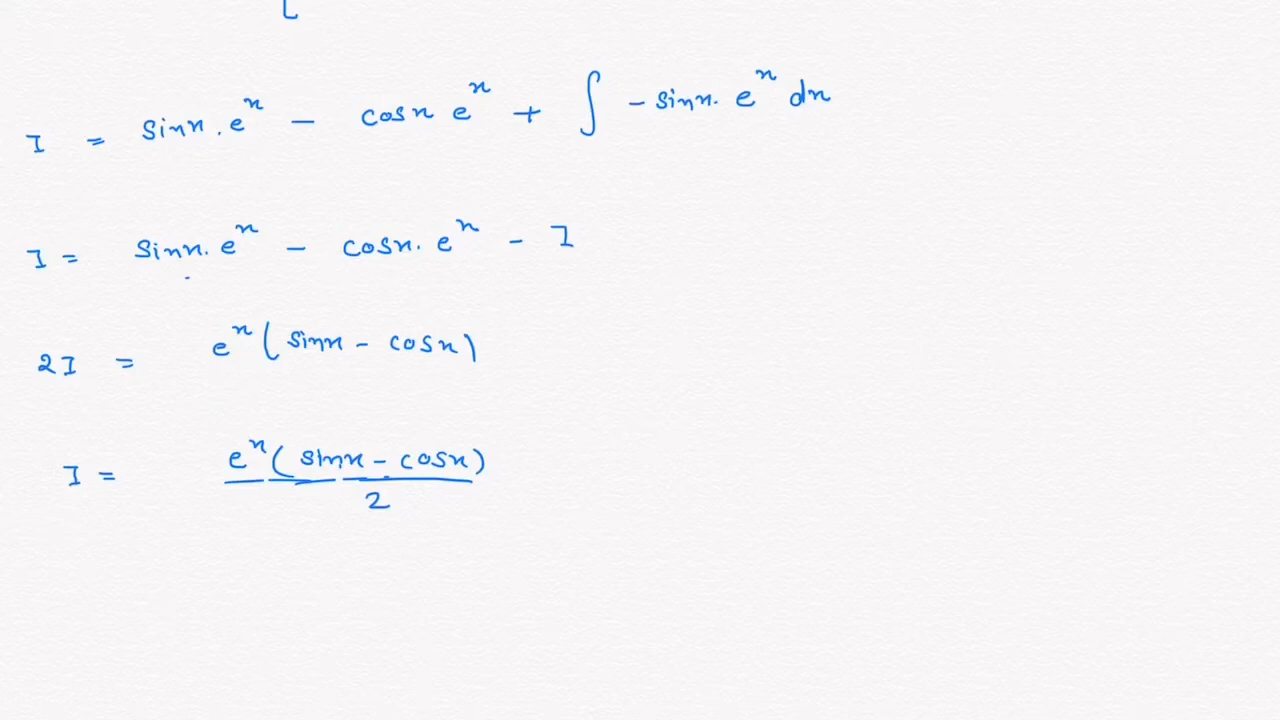 I = sinx . e^x - cosx e^x + ∫ - sinx. e^x dx
I = sinx. e^x - cosx. e^x - I
2I = e^x (sinx - cosx)
I = e^x (sinx - cosx) / 2